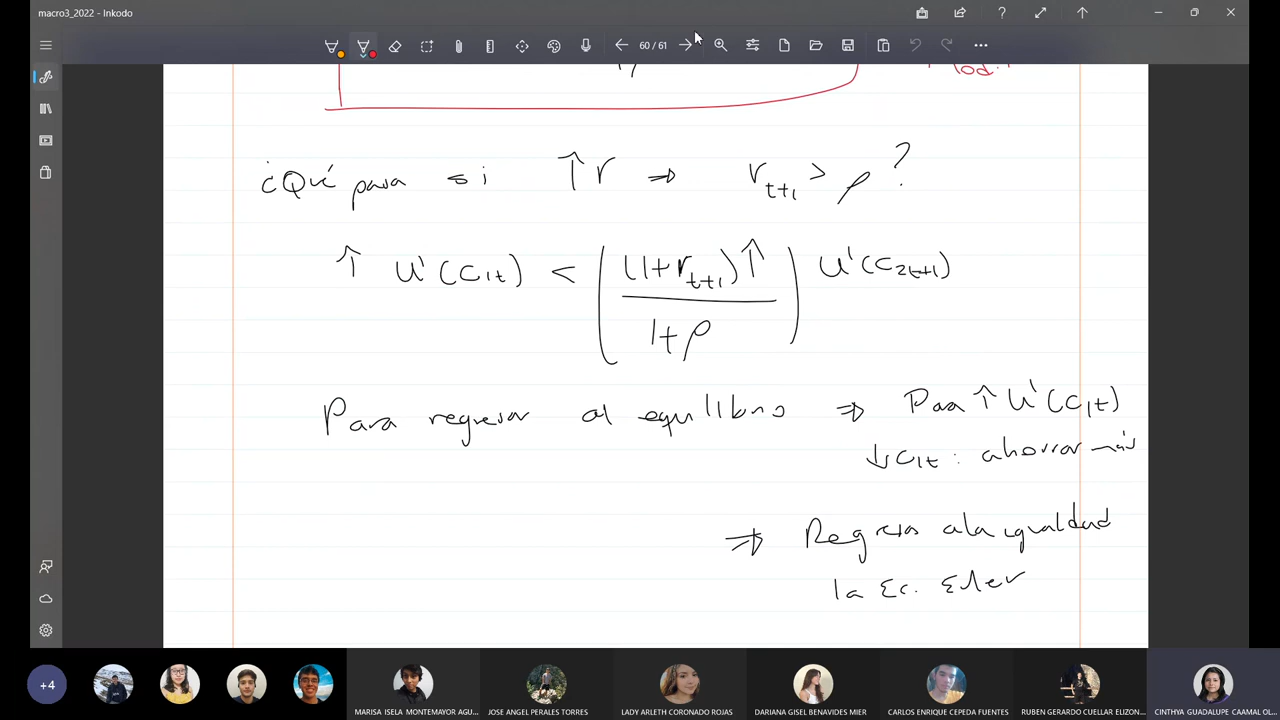 macro3_2022 - Inkodo
60 / 61
Mod.
¿Qué pasa si ↑r ⇒ r_{t+1} > ρ ?
↑ U'(C_{1t}) < ( (1+r_{t+1})↑ / 1+ρ ) U'(C_{2t+1})
Para regresar al equilibrio ⇒ Para ↑ U'(C_{1t})
↓C_{1t} : ahorrar más
⇒ Regresa a la igualdad
la Ec. Euler
+4
MARISA ISELA MONTEMAYOR AGU...
JOSE ANGEL PERALES TORRES
LADY ARLETH CORONADO ROJAS
DARIANA GISEL BENAVIDES MIER
CARLOS ENRIQUE CEPEDA FUENTES
RUBEN GERARDO CUELLAR ELIZON...
CINTHYA GUADALUPE CAAMAL OL...